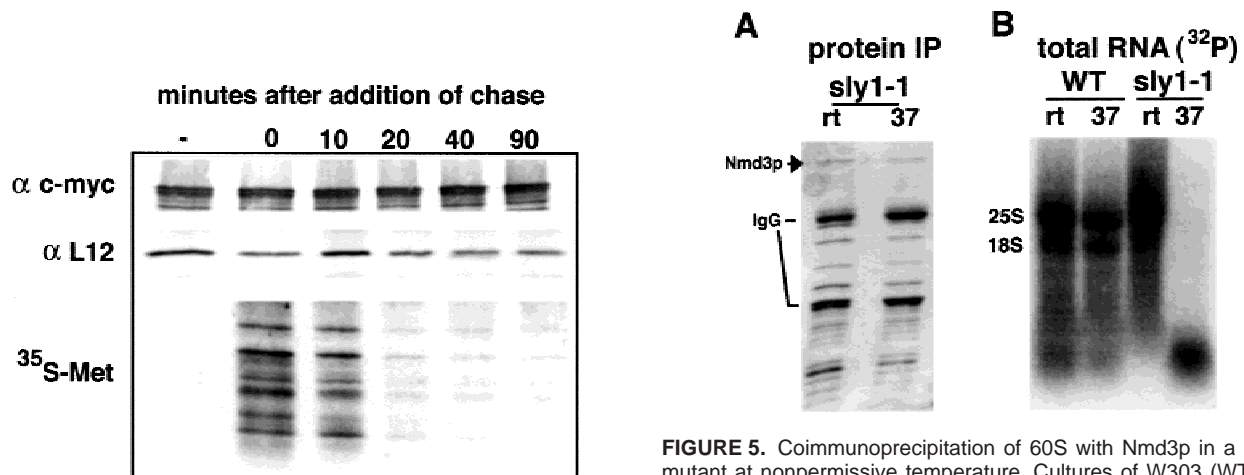 minutes after addition of chase
- 0 10 20 40 90
α c-myc
α L12
35S-Met
A
protein IP
sly1-1
rt 37
Nmd3p
IgG
B
total RNA (32P)
WT sly1-1
rt 37 rt 37
25S
18S
FIGURE 5. Coimmunoprecipitation of 60S with Nmd3p in a
mutant at nonpermissive temperature. Cultures of W303 (WT